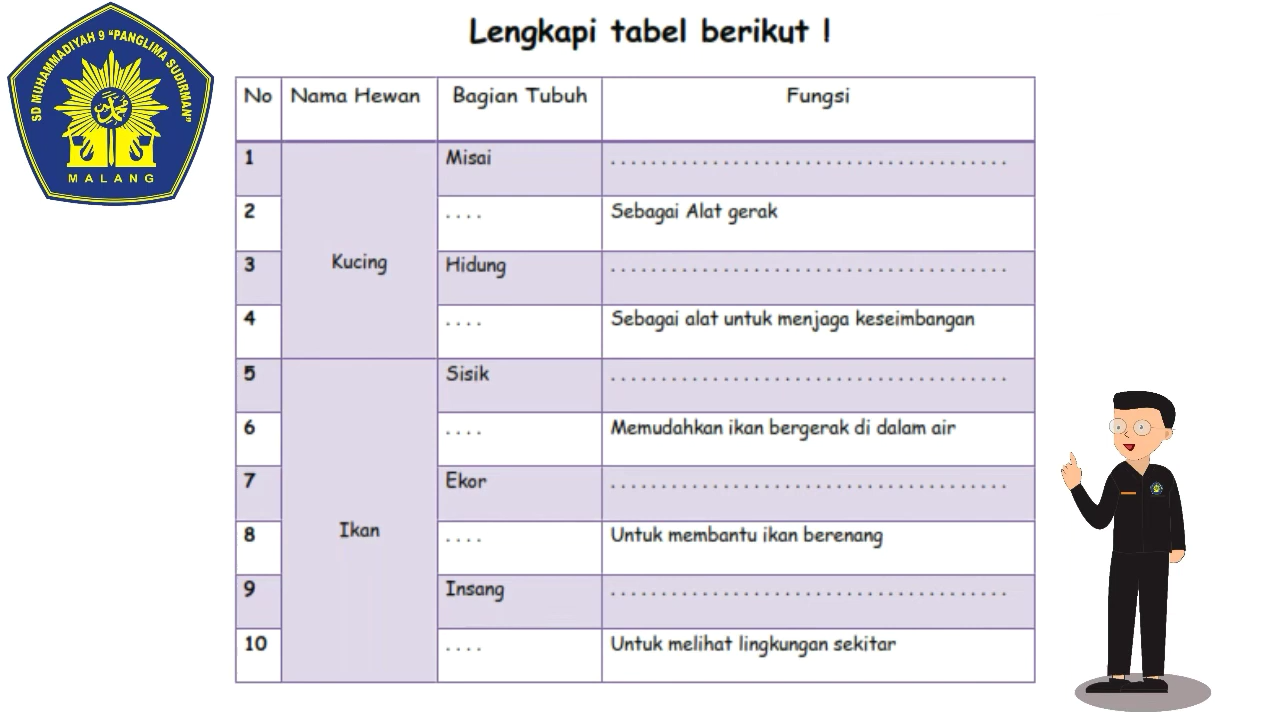 SD MUHAMMADIYAH 9 "PANGLIMA SUDIRMAN"
MALANG
Lengkapi tabel berikut !
No Nama Hewan Bagian Tubuh Fungsi
1 Misai . . . . . . . . . . . . . . . . . . . . . . . . . . . . . . . . . . . . . . .
2 . . . . Sebagai Alat gerak
Kucing
3 Hidung . . . . . . . . . . . . . . . . . . . . . . . . . . . . . . . . . . . . . . .
4 . . . . Sebagai alat untuk menjaga keseimbangan
5 Sisik . . . . . . . . . . . . . . . . . . . . . . . . . . . . . . . . . . . . . . .
6 . . . . Memudahkan ikan bergerak di dalam air
7 Ekor . . . . . . . . . . . . . . . . . . . . . . . . . . . . . . . . . . . . . . .
Ikan
8 . . . . Untuk membantu ikan berenang
9 Insang . . . . . . . . . . . . . . . . . . . . . . . . . . . . . . . . . . . . . . .
10 . . . . Untuk melihat lingkungan sekitar